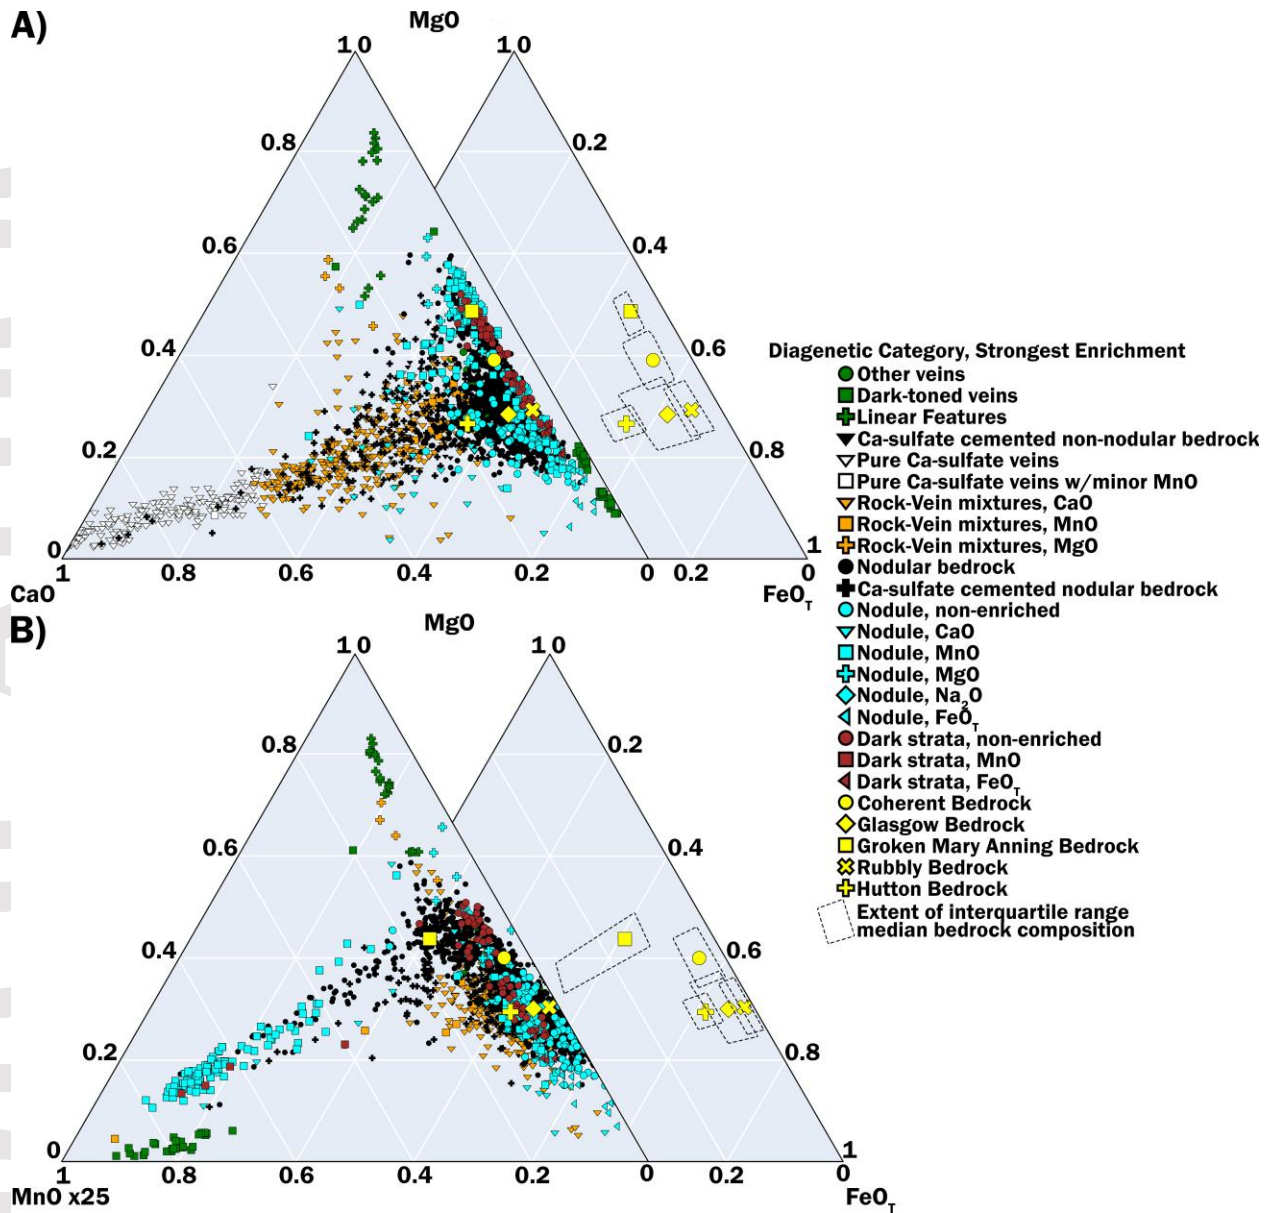 A)
MgO
1 0
1 0
0.8
0.2
0.6
0.4
0.4
0.6
0.2
0.8
0
1
1
0.8
0.6
0.4
0.2
0
0.2
CaO
FeO_T
Diagenetic Category, Strongest Enrichment
Other veins
Dark-toned veins
Linear Features
Ca-sulfate cemented non-nodular bedrock
Pure Ca-sulfate veins
Pure Ca-sulfate veins w/minor MnO
Rock-Vein mixtures, CaO
Rock-Vein mixtures, MnO
Rock-Vein mixtures, MgO
Nodular bedrock
Ca-sulfate cemented nodular bedrock
Nodule, non-enriched
Nodule, CaO
Nodule, MnO
Nodule, MgO
Nodule, Na₂O
Nodule, FeO_T
Dark strata, non-enriched
Dark strata, MnO
Dark strata, FeO_T
Coherent Bedrock
Glasgow Bedrock
Groken Mary Anning Bedrock
Rubbly Bedrock
Hutton Bedrock
Extent of interquartile range
median bedrock composition
B)
MgO
1 0
1 0
0.8
0.2
0.6
0.4
0.4
0.6
0.2
0.8
0
1
1
0.8
0.6
0.4
0.2
0
0.2
0
MnO x25
FeO_T